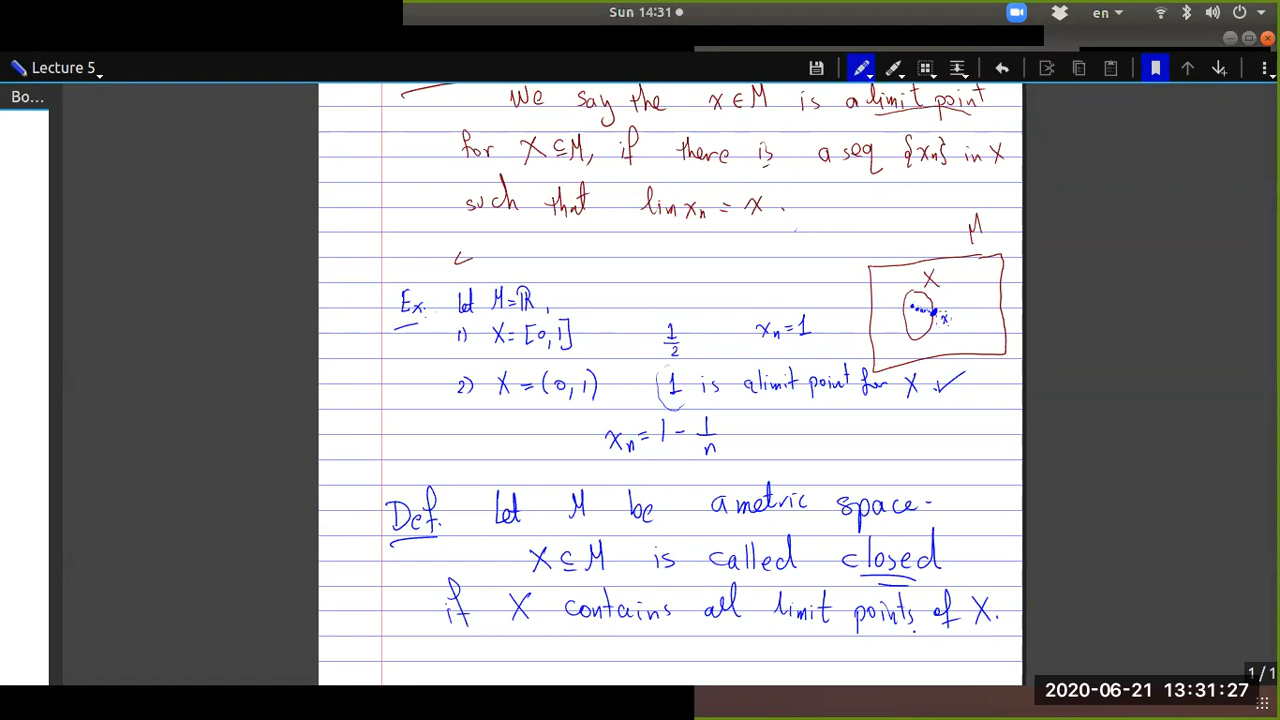 Sun 14:31
en
Lecture 5
Bo...
We say the x∈M is a limit point
for X⊆M, if there is a seq {xn} in X
such that lim xn = x.
M
X
x
Ex. let M=ℝ,
1) X=[0,1] 1/2 xn=1
2) X=(0,1) 1 is a limit point for X ✓
xn=1-1/n
Def. Let M be a metric space-
X⊆M is called closed
if X contains all limit points of X.
1/1
2020-06-21 13:31:27